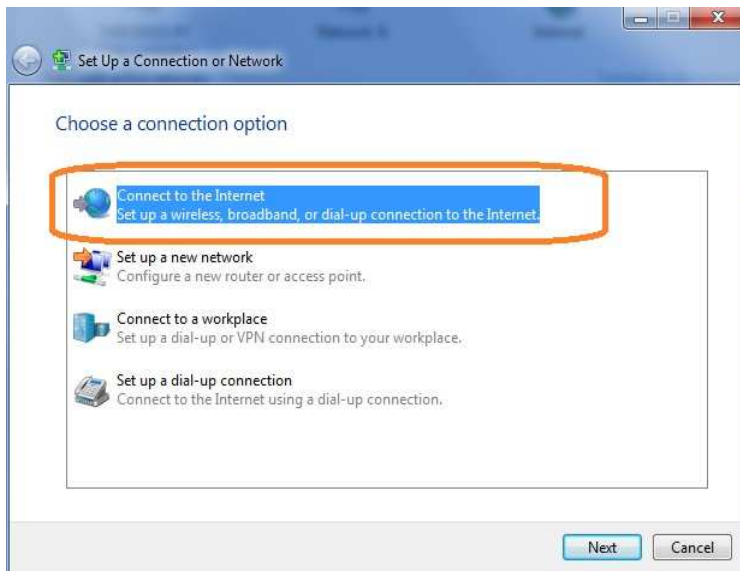 Set Up a Connection or Network
Choose a connection option
Connect to the Internet
Set up a wireless, broadband, or dial-up connection to the Internet.
Set up a new network
Configure a new router or access point.
Connect to a workplace
Set up a dial-up or VPN connection to your workplace.
Set up a dial-up connection
Connect to the Internet using a dial-up connection.
Next
Cancel